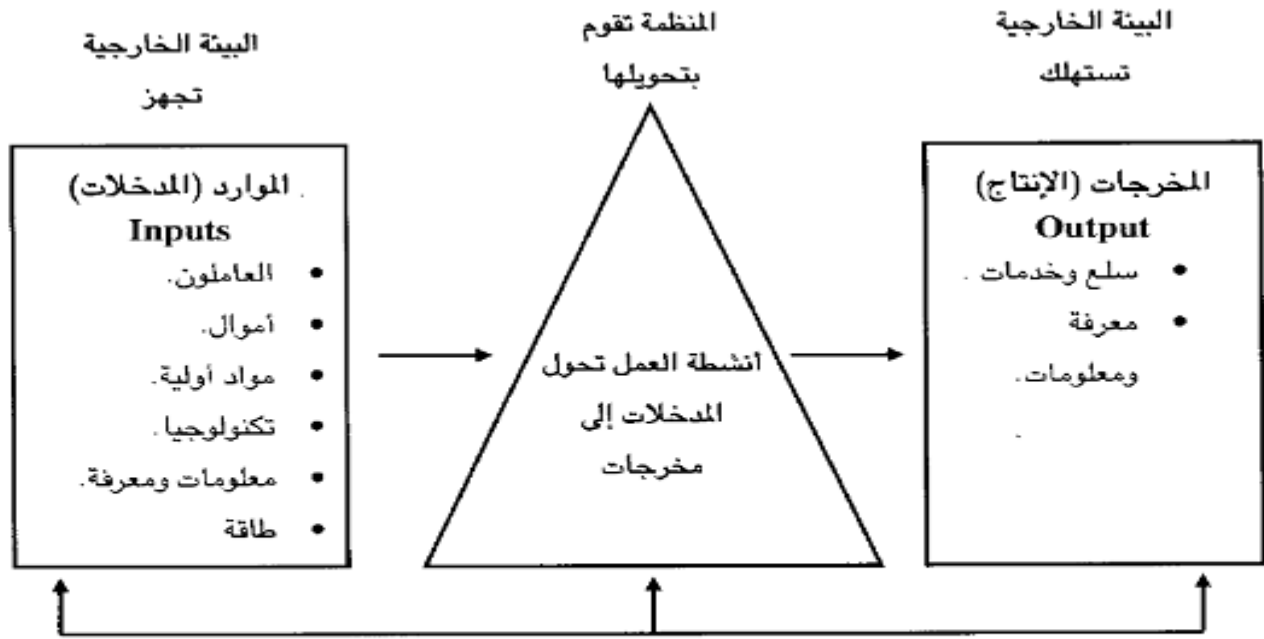 البيئة الخارجية
تجهز
الموارد (المدخلات)
Inputs
• العاملون.
• أموال.
• مواد أولية.
• تكنولوجيا.
• معلومات ومعرفة.
• طاقة
المنظمة تقوم
بتحويلها
أنشطة العمل تحول
المدخلات إلى
مخرجات
البيئة الخارجية
تستهلك
المخرجات (الإنتاج)
Output
• سلع وخدمات .
• معرفة
ومعلومات.